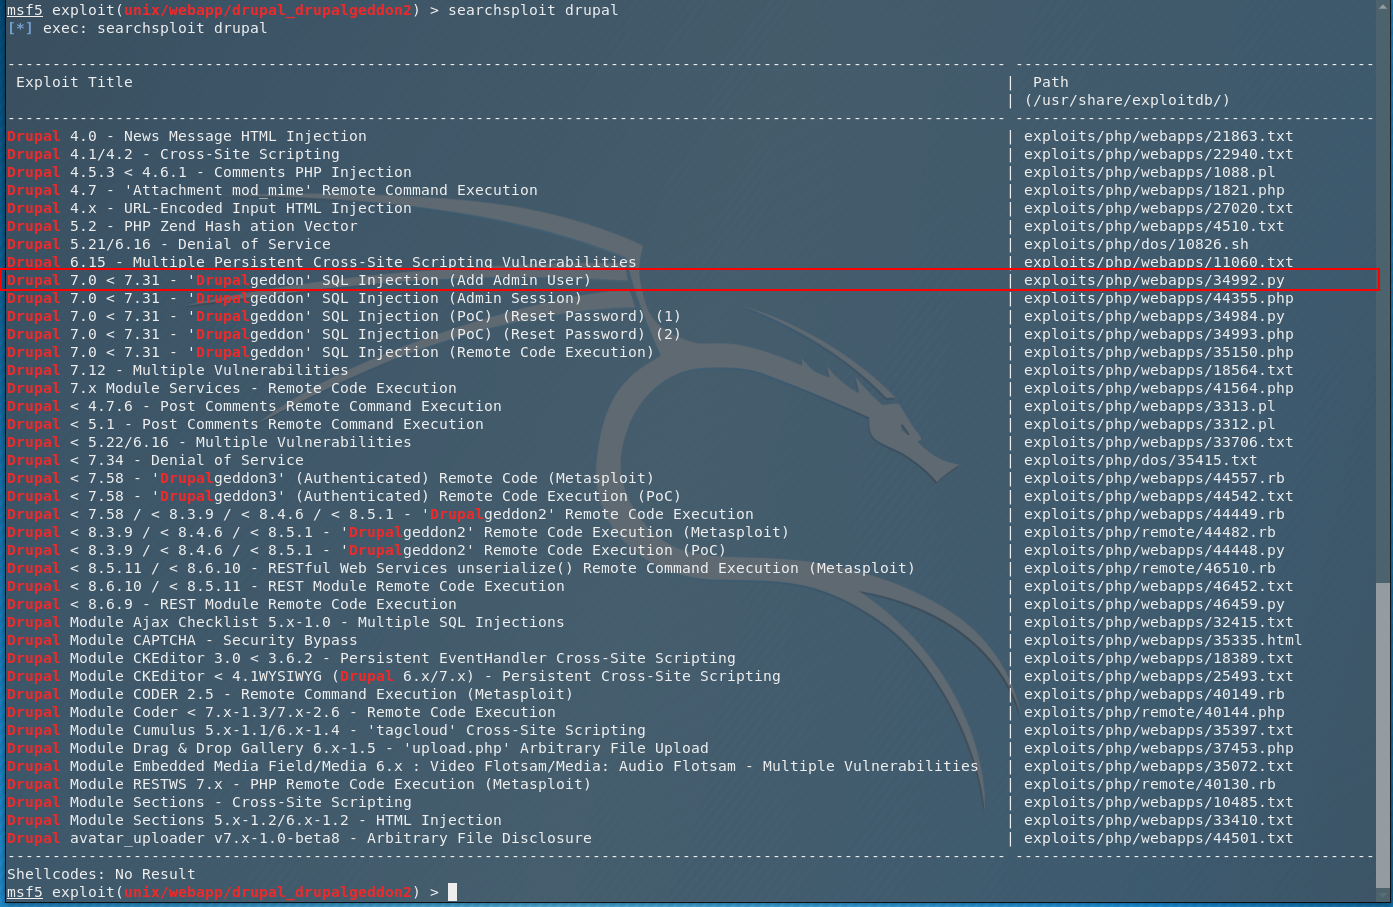 msf5 exploit(unix/webapp/drupal_drupalgeddon2) > searchsploit drupal
[*] exec: searchsploit drupal
--------------------------------------------------------------------------------------------------------------- ----------------------------------------
Exploit Title | Path
| (/usr/share/exploitdb/)
--------------------------------------------------------------------------------------------------------------- ----------------------------------------
Drupal 4.0 - News Message HTML Injection | exploits/php/webapps/21863.txt
Drupal 4.1/4.2 - Cross-Site Scripting | exploits/php/webapps/22940.txt
Drupal 4.5.3 < 4.6.1 - Comments PHP Injection | exploits/php/webapps/1088.pl
Drupal 4.7 - 'Attachment mod_mime' Remote Command Execution | exploits/php/webapps/1821.php
Drupal 4.x - URL-Encoded Input HTML Injection | exploits/php/webapps/27020.txt
Drupal 5.2 - PHP Zend Hash ation Vector | exploits/php/webapps/4510.txt
Drupal 5.21/6.16 - Denial of Service | exploits/php/dos/10826.sh
Drupal 6.15 - Multiple Persistent Cross-Site Scripting Vulnerabilities | exploits/php/webapps/11060.txt
Drupal 7.0 < 7.31 - 'Drupalgeddon' SQL Injection (Add Admin User) | exploits/php/webapps/34992.py
Drupal 7.0 < 7.31 - 'Drupalgeddon' SQL Injection (Admin Session) | exploits/php/webapps/44355.php
Drupal 7.0 < 7.31 - 'Drupalgeddon' SQL Injection (PoC) (Reset Password) (1) | exploits/php/webapps/34984.py
Drupal 7.0 < 7.31 - 'Drupalgeddon' SQL Injection (PoC) (Reset Password) (2) | exploits/php/webapps/34993.php
Drupal 7.0 < 7.31 - 'Drupalgeddon' SQL Injection (Remote Code Execution) | exploits/php/webapps/35150.php
Drupal 7.12 - Multiple Vulnerabilities | exploits/php/webapps/18564.txt
Drupal 7.x Module Services - Remote Code Execution | exploits/php/webapps/41564.php
Drupal < 4.7.6 - Post Comments Remote Command Execution | exploits/php/webapps/3313.pl
Drupal < 5.1 - Post Comments Remote Command Execution | exploits/php/webapps/3312.pl
Drupal < 5.22/6.16 - Multiple Vulnerabilities | exploits/php/webapps/33706.txt
Drupal < 7.34 - Denial of Service | exploits/php/dos/35415.txt
Drupal < 7.58 - 'Drupalgeddon3' (Authenticated) Remote Code (Metasploit) | exploits/php/webapps/44557.rb
Drupal < 7.58 - 'Drupalgeddon3' (Authenticated) Remote Code Execution (PoC) | exploits/php/webapps/44542.txt
Drupal < 7.58 / < 8.3.9 / < 8.4.6 / < 8.5.1 - 'Drupalgeddon2' Remote Code Execution | exploits/php/webapps/44449.rb
Drupal < 8.3.9 / < 8.4.6 / < 8.5.1 - 'Drupalgeddon2' Remote Code Execution (Metasploit) | exploits/php/remote/44482.rb
Drupal < 8.3.9 / < 8.4.6 / < 8.5.1 - 'Drupalgeddon2' Remote Code Execution (PoC) | exploits/php/webapps/44448.py
Drupal < 8.5.11 / < 8.6.10 - RESTful Web Services unserialize() Remote Command Execution (Metasploit) | exploits/php/remote/46510.rb
Drupal < 8.6.10 / < 8.5.11 - REST Module Remote Code Execution | exploits/php/webapps/46452.txt
Drupal < 8.6.9 - REST Module Remote Code Execution | exploits/php/webapps/46459.py
Drupal Module Ajax Checklist 5.x-1.0 - Multiple SQL Injections | exploits/php/webapps/32415.txt
Drupal Module CAPTCHA - Security Bypass | exploits/php/webapps/35335.html
Drupal Module CKEditor 3.0 < 3.6.2 - Persistent EventHandler Cross-Site Scripting | exploits/php/webapps/18389.txt
Drupal Module CKEditor < 4.1WYSIWYG (Drupal 6.x/7.x) - Persistent Cross-Site Scripting | exploits/php/webapps/25493.txt
Drupal Module CODER 2.5 - Remote Command Execution (Metasploit) | exploits/php/webapps/40149.rb
Drupal Module Coder < 7.x-1.3/7.x-2.6 - Remote Code Execution | exploits/php/remote/40144.php
Drupal Module Cumulus 5.x-1.1/6.x-1.4 - 'tagcloud' Cross-Site Scripting | exploits/php/webapps/35397.txt
Drupal Module Drag & Drop Gallery 6.x-1.5 - 'upload.php' Arbitrary File Upload | exploits/php/webapps/37453.php
Drupal Module Embedded Media Field/Media 6.x : Video Flotsam/Media: Audio Flotsam - Multiple Vulnerabilities | exploits/php/webapps/35072.txt
Drupal Module RESTWS 7.x - PHP Remote Code Execution (Metasploit) | exploits/php/remote/40130.rb
Drupal Module Sections - Cross-Site Scripting | exploits/php/webapps/10485.txt
Drupal Module Sections 5.x-1.2/6.x-1.2 - HTML Injection | exploits/php/webapps/33410.txt
Drupal avatar_uploader v7.x-1.0-beta8 - Arbitrary File Disclosure | exploits/php/webapps/44501.txt
--------------------------------------------------------------------------------------------------------------- ----------------------------------------
Shellcodes: No Result
msf5 exploit(unix/webapp/drupal_drupalgeddon2) >